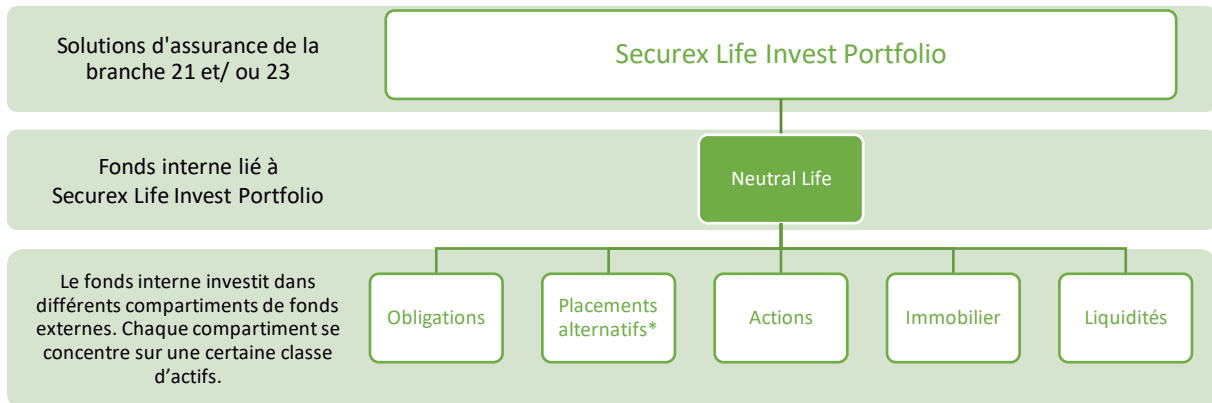 Solutions d'assurance de la
branche 21 et/ ou 23
Securex Life Invest Portfolio
Fonds interne lié à
Securex Life Invest Portfolio
Neutral Life
Le fonds interne investit dans
différents compartiments de fonds
externes. Chaque compartiment se
concentre sur une certaine classe
d’actifs.
Obligations
Placements
alternatifs*
Actions
Immobilier
Liquidités